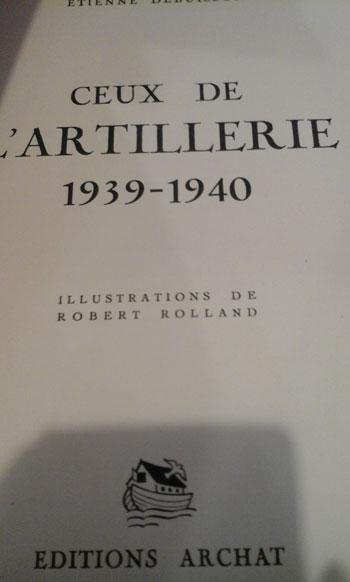 ETIENNE
CEUX DE
L'ARTILLERIE
1939-1940
ILLUSTRATIONS DE
ROBERT ROLLAND
EDITIONS ARCHAT